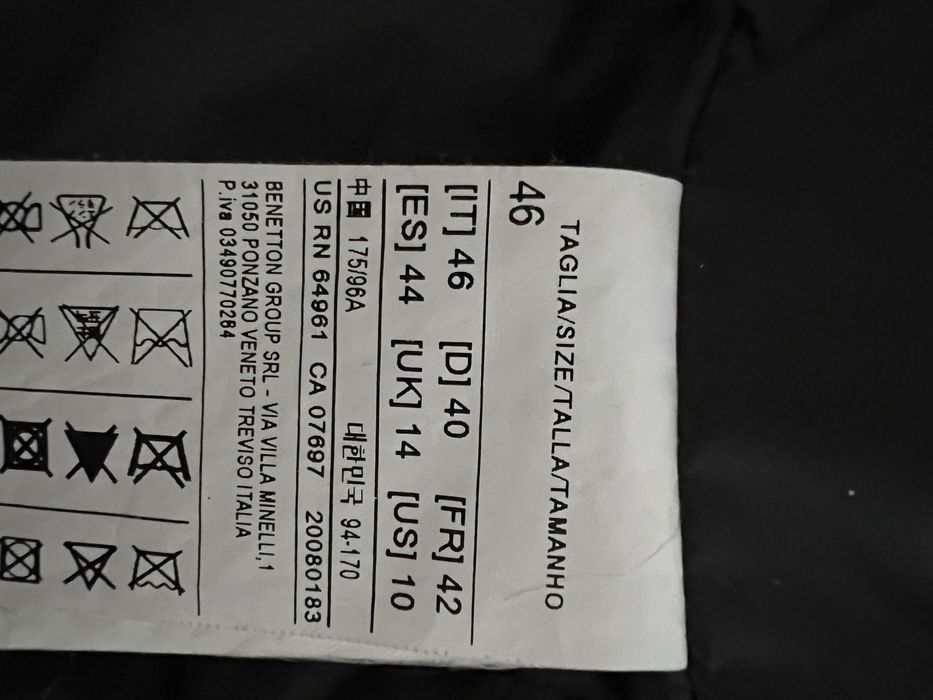 TAGLIA/SIZE/TALLA/TAMANHO
46
[IT] 46 [D] 40 [FR] 42
[ES] 44 [UK] 14 [US] 10
中国 175/96A 대한민국 94-170
US RN 64961 CA 07697 20080183
BENETTON GROUP SRL - VIA VILLA MINELLI,1
31050 PONZANO VENETO TREVISO ITALIA
P.iva 03490770264